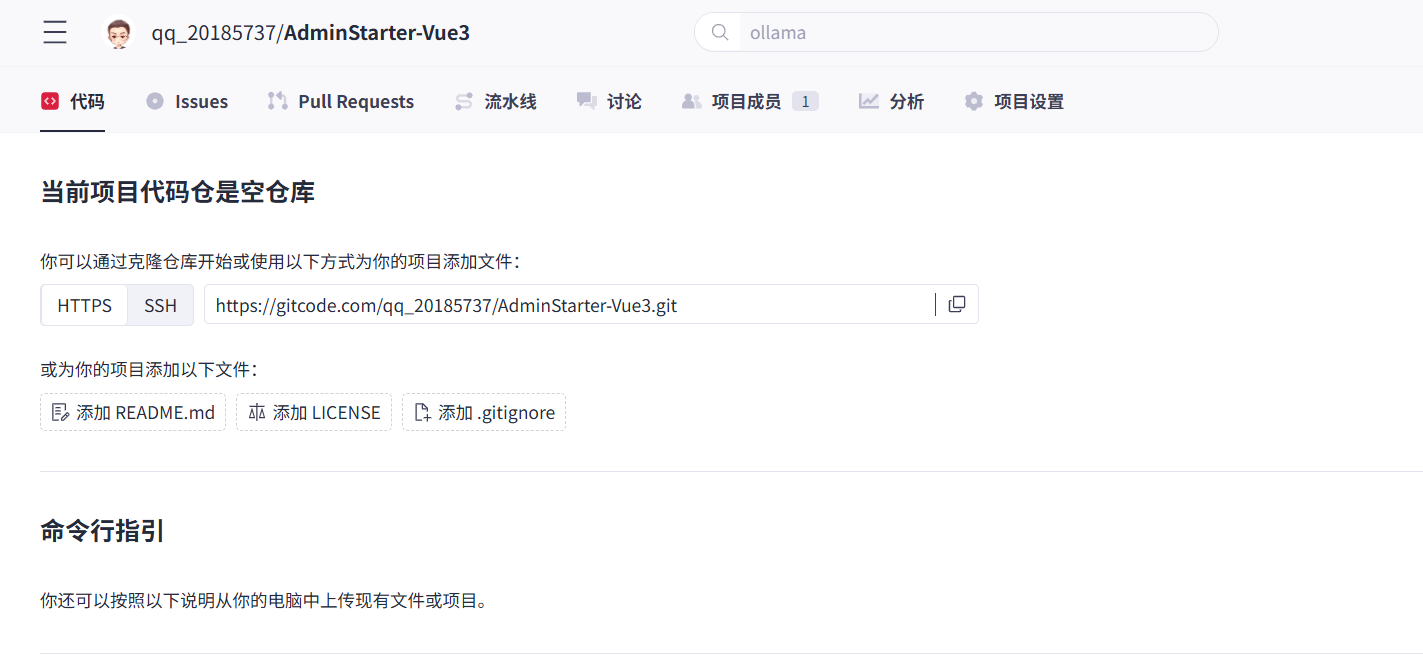 qq_20185737/AdminStarter-Vue3
ollama
代码 Issues Pull Requests 流水线 讨论 项目成员 1 分析 项目设置
当前项目代码仓是空仓库
你可以通过克隆仓库开始或使用以下方式为你的项目添加文件：
HTTPS SSH https://gitcode.com/qq_20185737/AdminStarter-Vue3.git
或为你的项目添加以下文件：
添加 README.md 添加 LICENSE 添加 .gitignore
命令行指引
你还可以按照以下说明从你的电脑中上传现有文件或项目。